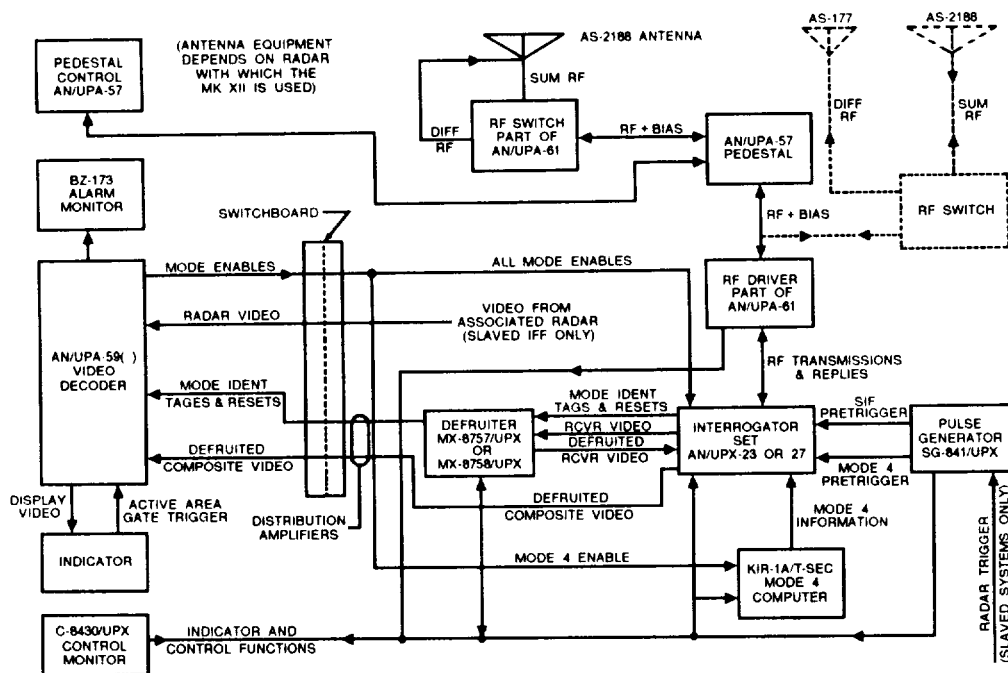 PEDESTAL
CONTROL
AN/UPA-57
(ANTENNA EQUIPMENT
DEPENDS ON RADAR
WITH WHICH THE
MK XII IS USED)
AS-2188 ANTENNA
SUM RF
DIFF
RF
RF SWITCH
PART OF
AN/UPA-61
RF + BIAS
AN/UPA-57
PEDESTAL
AS-177
AS-2188
DIFF
RF
SUM
RF
RF SWITCH
RF + BIAS
BZ-173
ALARM
MONITOR
SWITCHBOARD
MODE ENABLES
ALL MODE ENABLES
RF DRIVER
PART OF
AN/UPA-61
RADAR VIDEO
VIDEO FROM
ASSOCIATED RADAR
(SLAVED IFF ONLY)
AN/UPA-59( )
VIDEO
DECODER
RF TRANSMISSIONS
& REPLIES
MODE IDENT
TAGES & RESETS
MODE IDENT
TAGS & RESETS
RCVR VIDEO
DEFRUITED
RCVR VIDEO
DEFRUITER
MX-8757/UPX
OR
MX-8758/UPX
INTERROGATOR
SET
AN/UPX-23 OR 27
SIF
PRETRIGGER
MODE 4
PRETRIGGER
PULSE
GENERATOR
SG-841/UPX
DEFRUITED
COMPOSITE VIDEO
DEFRUITED
COMPOSITE VIDEO
DISPLAY
VIDEO
ACTIVE AREA
GATE TRIGGER
DISTRIBUTION
AMPLIFIERS
MODE 4
INFORMATION
INDICATOR
MODE 4 ENABLE
KIR-1A/T-SEC
MODE 4
COMPUTER
RADAR TRIGGER
(SLAVED SYSTEMS ONLY)
C-8430/UPX
CONTROL
MONITOR
INDICATOR AND
CONTROL FUNCTIONS